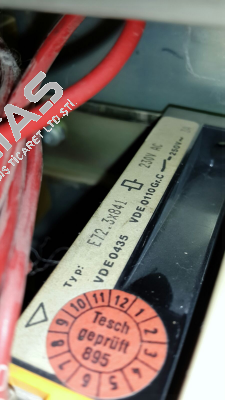 İAS
TİCARET LTD.ŞTİ.
Typ: E72.3x841 230V AC
VDE0435 VDE0110Gr.C 250V~
10 11 12 1 2 3 4 5 6 7 8 9
Tesch
geprüft
895